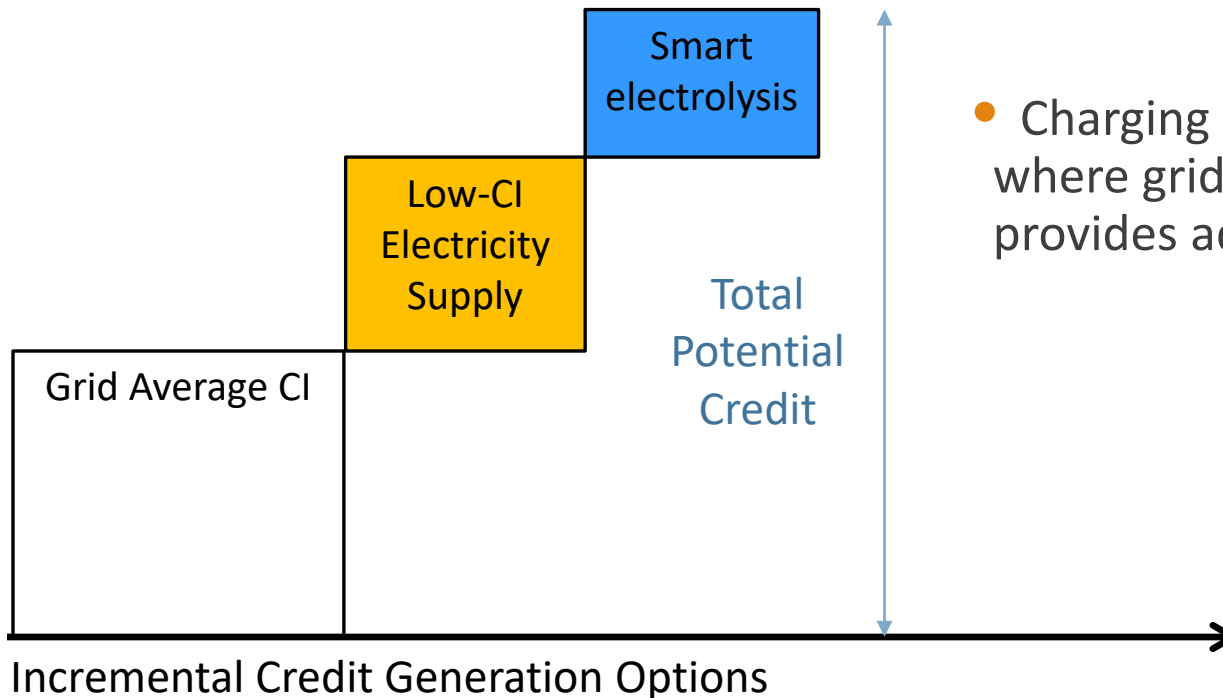 Smart
electrolysis
Low-CI
Electricity
Supply
Grid Average CI
Total
Potential
Credit
Incremental Credit Generation Options
• Charging
where grid
provides